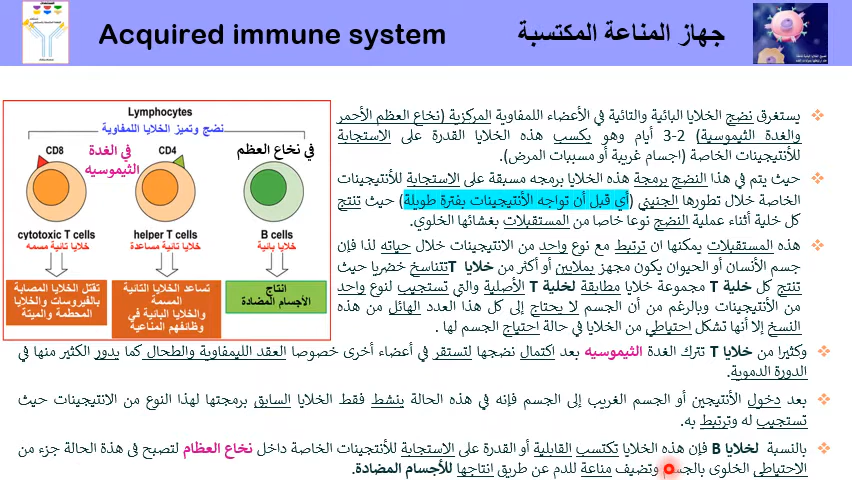 Acquired immune system
جهاز المناعة المكتسبة
يستغرق نضج الخلايا البائية والتائية في الأعضاء اللمفاوية المركزية (نخاع العظم الأحمر
والغدة الثيموسية) 2-3 أيام وهو يكسب هذه الخلايا القدرة على الاستجابة
للأنتيجينات الخاصة (اجسام غريبة أو مسببات المرض).
حيث يتم في هذا النضج برمجة هذه الخلايا برمجه مسبقة على الاستجابة للأنتيجينات
الخاصة خلال تطورها الجنيني (أي قبل أن تواجه الأنتيجينات بفترة طويلة) حيث تنتج
كل خلية أثناء عملية النضج نوعا خاصا من المستقبلات بغشائها الخلوي.
هذه المستقبلات يمكنها ان ترتبط مع نوع واحد من الانتيجينات خلال حياته لذا فإن
جسم الأنسان أو الحيوان يكون مجهز بملايين أو أكثر من خلايا T تتناسخ خضريا حيث
تنتج كل خلية T مجموعة خلايا مطابقة لخلية T الأصلية والتي تستجيب لنوع واحد
من الأنتيجينات وبالرغم من أن الجسم لا يحتاج إلى كل هذا العدد الهائل من هذه
النسخ إلا أنها تشكل احتياطي من الخلايا في حالة احتياج الجسم لها .
وكثيرا من خلايا T تترك الغدة الثيموسيه بعد اكتمال نضجها لتستقر في أعضاء أخرى خصوصا العقد الليمفاوية والطحال كما يدور الكثير منها في
الدورة الدموية.
بعد دخول الأنتيجين أو الجسم الغريب إلى الجسم فإنه في هذه الحالة ينشط فقط الخلايا السابق برمجتها لهذا النوع من الانتيجينات حيث
تستجيب له وترتبط به.
بالنسبة لخلايا B فإن هذه الخلايا تكتسب القابلية أو القدرة على الاستجابة للأنتجينات الخاصة داخل نخاع العظام لتصبح فى هذة الحالة جزء من
الاحتياطي الخلوى بالجسم وتضيف مناعة للدم عن طريق انتاجها للأجسام المضادة.
Lymphocytes
نضج وتميز الخلايا اللمفاوية
CD8
في الغدة
الثيموسيه
CD4
في نخاع العظم
cytotoxic T cells
helper T cells
B cells
خلايا تائية مسمه
خلايا تائية مساعدة
خلايا بائية
تقتل الخلايا المصابة
بالفيروسات والخلايا
المحطمة والميتة
تساعد الخلايا التائية
المسممة
والخلايا البائية في
وظائفهم المناعية
انتاج
الأجسام المضادة